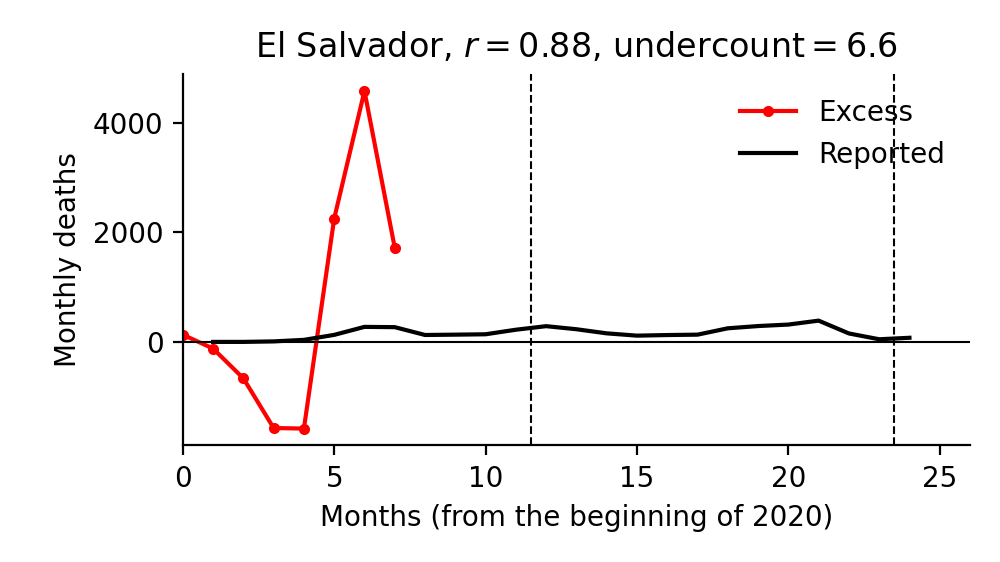 El Salvador, r = 0.88, undercount = 6.6
Excess
Reported
Monthly deaths
4000
2000
0
0 5 10 15 20 25
Months (from the beginning of 2020)